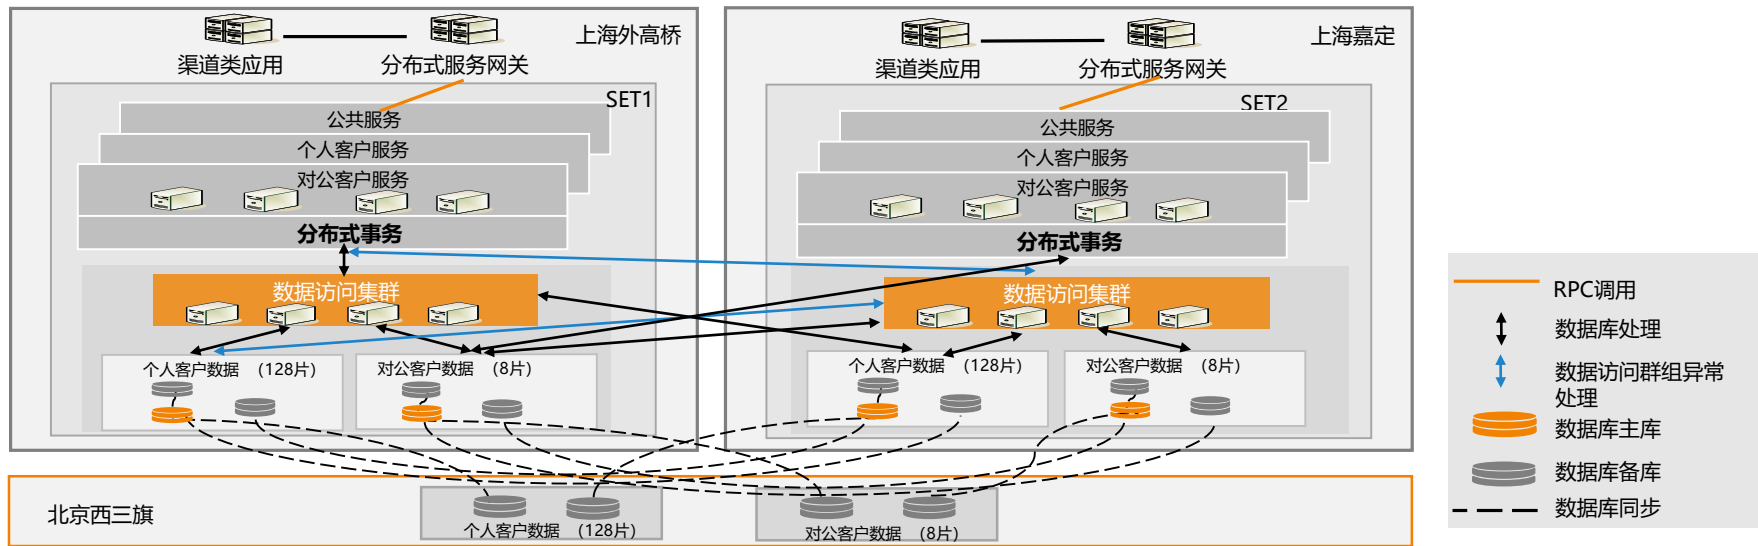 上海外高桥
渠道类应用
分布式服务网关
SET1
公共服务
个人客户服务
对公客户服务
分布式事务
数据访问集群
个人客户数据 （128片）
对公客户数据 （8片）
上海嘉定
渠道类应用
分布式服务网关
SET2
公共服务
个人客户服务
对公客户服务
分布式事务
数据访问集群
个人客户数据 （128片）
对公客户数据 （8片）
北京西三旗
个人客户数据 （128片）
对公客户数据 （8片）
RPC调用
数据库处理
数据访问群组异常
处理
数据库主库
数据库备库
数据库同步